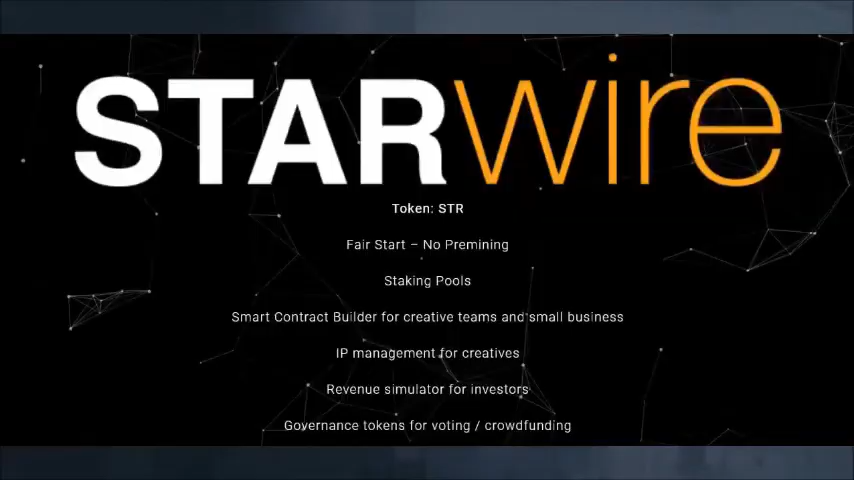 STARwire
Token: STR
Fair Start – No Premining
Staking Pools
Smart Contract Builder for creative teams and small business
IP management for creatives
Revenue simulator for investors
Governance tokens for voting / crowdfunding